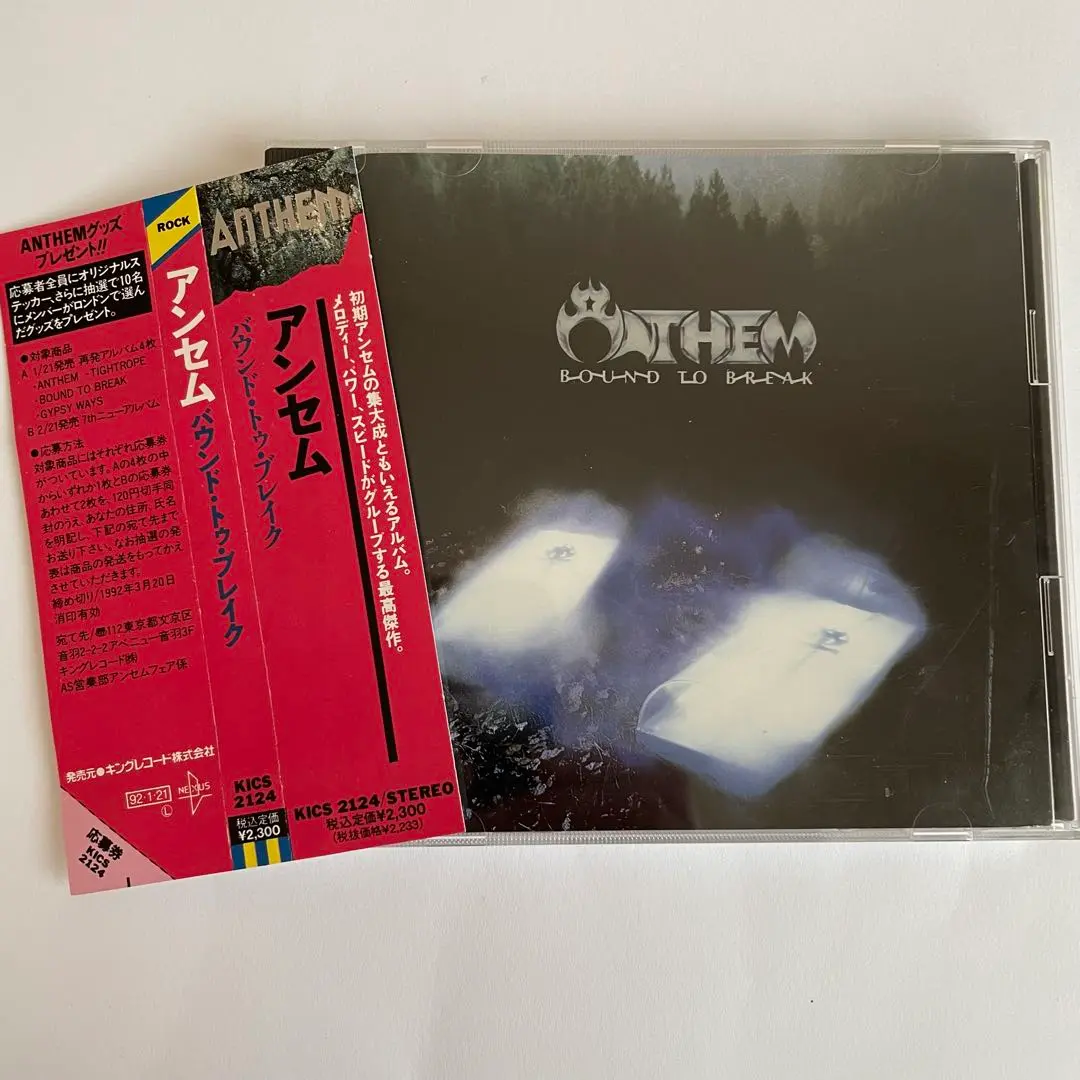 ANTHEMグッズ
プレゼント!!
応募者全員にオリジナルス
テッカー、さらに抽選で10名
にメンバーがロンドンで選ん
だグッズをプレゼント。
●対象商品
A 1/21発売 再発アルバム4枚
・ANTHEM ・TIGHTROPE
・BOUND TO BREAK
・GYPSY WAYS
B 2/21発売 7thニューアルバム
●応募方法
対象商品にはそれぞれ応募券
がついています。Aの4枚の中
からいずれか1枚とBの応募券
あわせて2枚を、120円切手同
封のうえ、あなたの住所、氏名
を明記し、下記の宛て先まで
お送り下さい。なお抽選の発
表は商品の発送をもってかえ
させていただきます。
締め切り/1992年3月20日
消印有効
宛て先/〠112東京都文京区
音羽2-2-2アベニュー音羽3F
キングレコード㈱
AS営業部アンセムフェア係
発売元●キングレコード株式会社
92・1・21
L
NEXUS
応募券
KICS
2124
ROCK
アンセム
バウンド・トゥ・ブレイク
KICS
2124
税込定価
¥2,300
ANTHEM
アンセム
バウンド・トゥ・ブレイク
初期アンセムの集大成ともいえるアルバム。
メロディー、パワー、スピードがグルーブする最高傑作。
KICS 2124/STEREO
税込定価¥2,300
(税抜価格¥2,233)
ANTHEM
BOUND TO BREAK